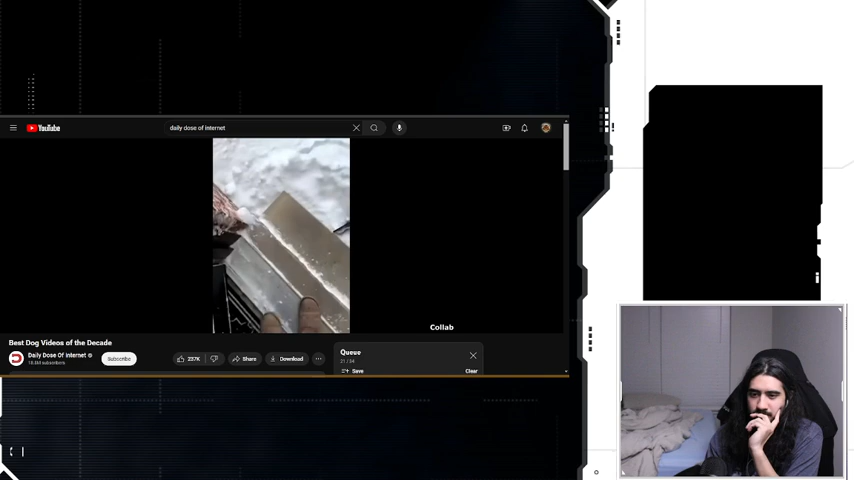 YouTube
daily dose of internet
Collab
Best Dog Videos of the Decade
Daily Dose Of Internet
Subscribe
237K
Share
Download
Queue
Save
Clear